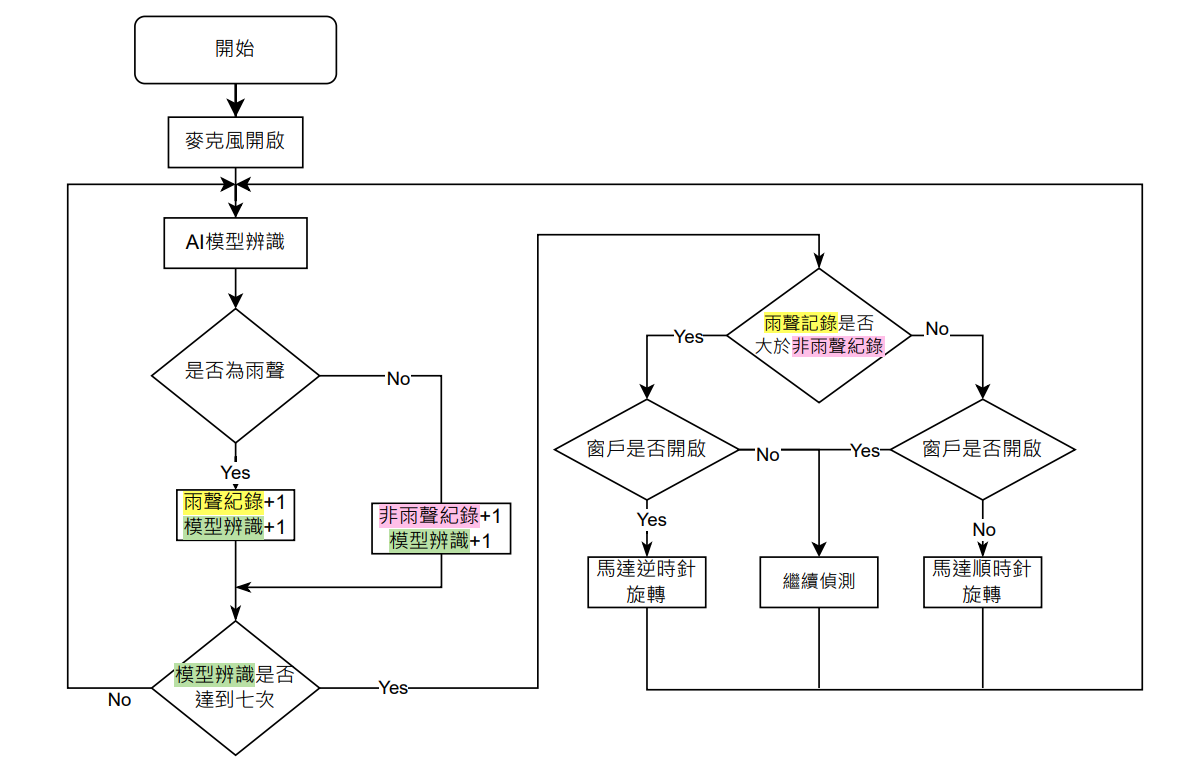 開始
麥克風開啟
AI模型辨識
是否為雨聲
No
Yes
雨聲紀錄+1
模型辨識+1
非雨聲紀錄+1
模型辨識+1
模型辨識是否
達到七次
No
Yes
雨聲記錄是否
大於非雨聲紀錄
Yes
No
窗戶是否開啟
No
Yes
窗戶是否開啟
Yes
No
馬達逆時針
旋轉
繼續偵測
馬達順時針
旋轉